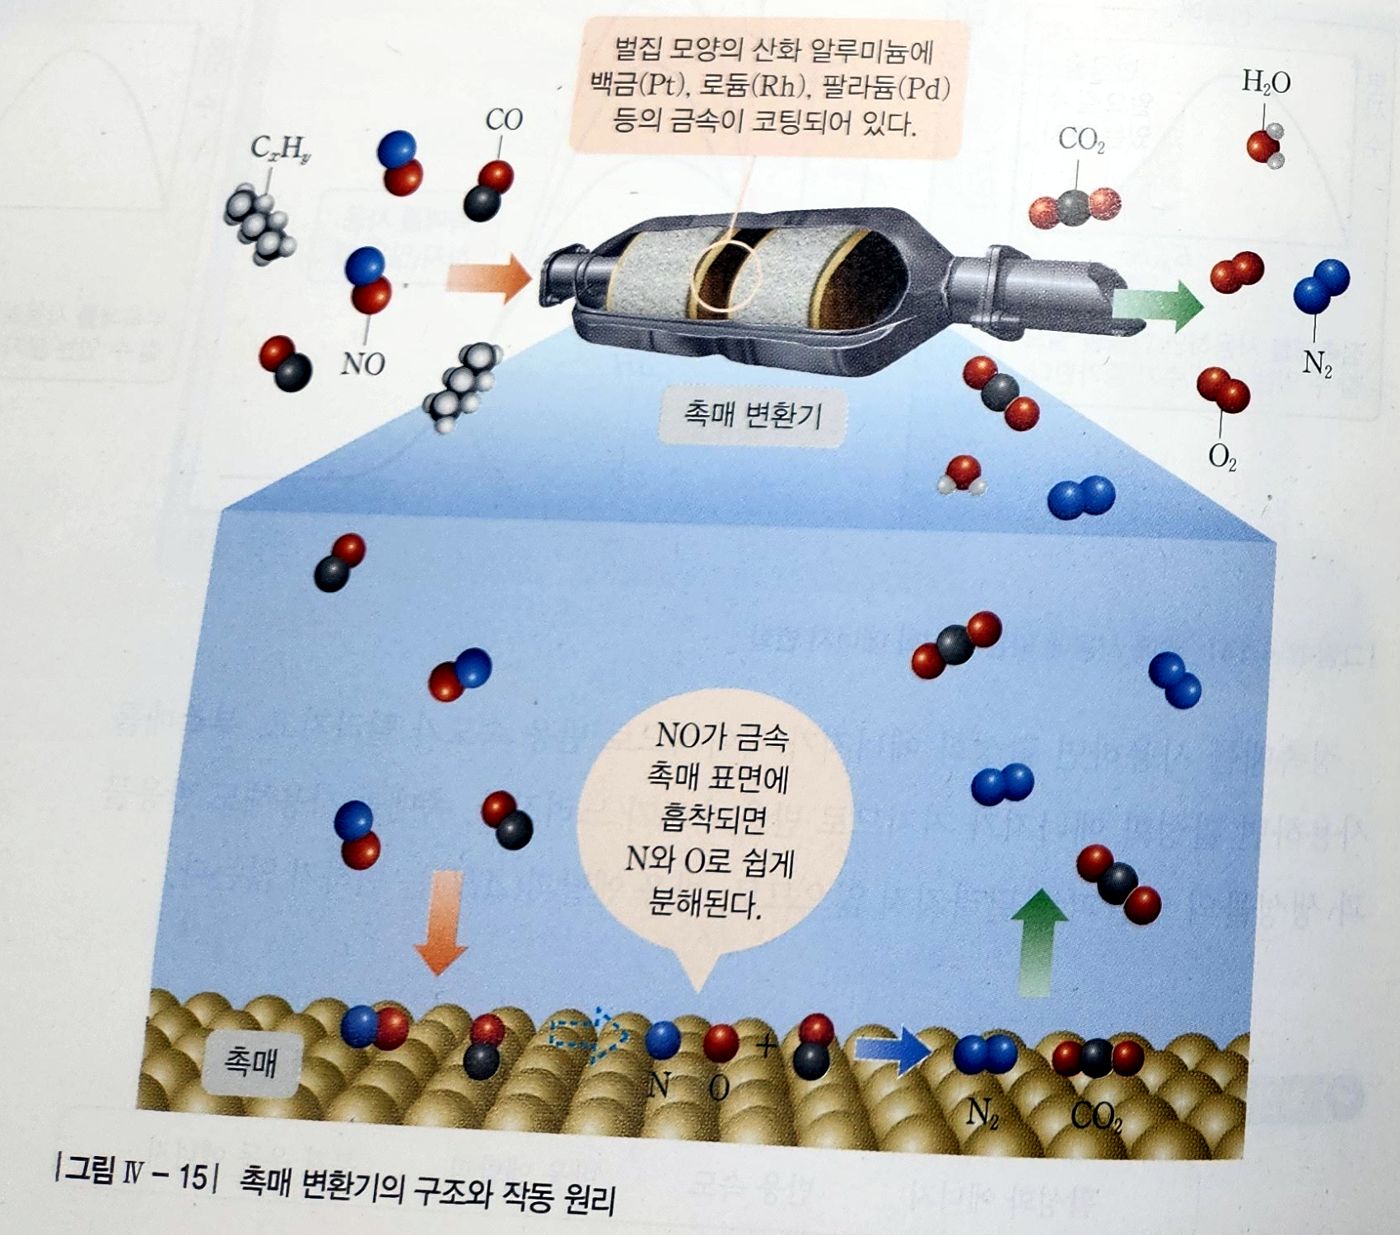 벌집 모양의 산화 알루미늄에
백금(Pt), 로듐(Rh), 팔라듐(Pd)
등의 금속이 코팅되어 있다.
CₓHᵧ
CO
NO
CO₂
H₂O
N₂
O₂
촉매 변환기
NO가 금속
촉매 표면에
흡착되면
N와 O로 쉽게
분해된다.
촉매
N
O
+
N₂
CO₂
|그림 Ⅳ - 15| 촉매 변환기의 구조와 작동 원리